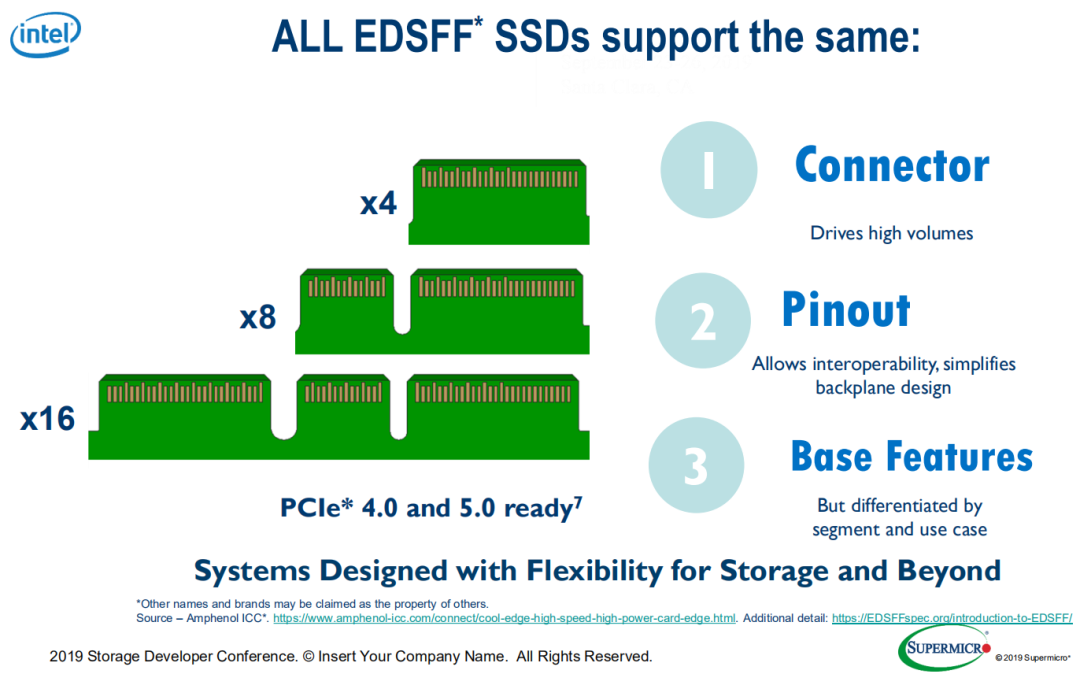 intel
ALL EDSFF* SSDs support the same:
x4
x8
x16
PCIe* 4.0 and 5.0 ready7
1
Connector
Drives high volumes
2
Pinout
Allows interoperability, simplifies
backplane design
3
Base Features
But differentiated by
segment and use case
Systems Designed with Flexibility for Storage and Beyond
*Other names and brands may be claimed as the property of others.
Source – Amphenol ICC*. https://www.amphenol-icc.com/connect/cool-edge-high-speed-high-power-card-edge.html. Additional detail: https://EDSFFspec.org/introduction-to-EDSFF/
2019 Storage Developer Conference. © Insert Your Company Name. All Rights Reserved.
SUPERMICRO
© 2019 Supermicro*